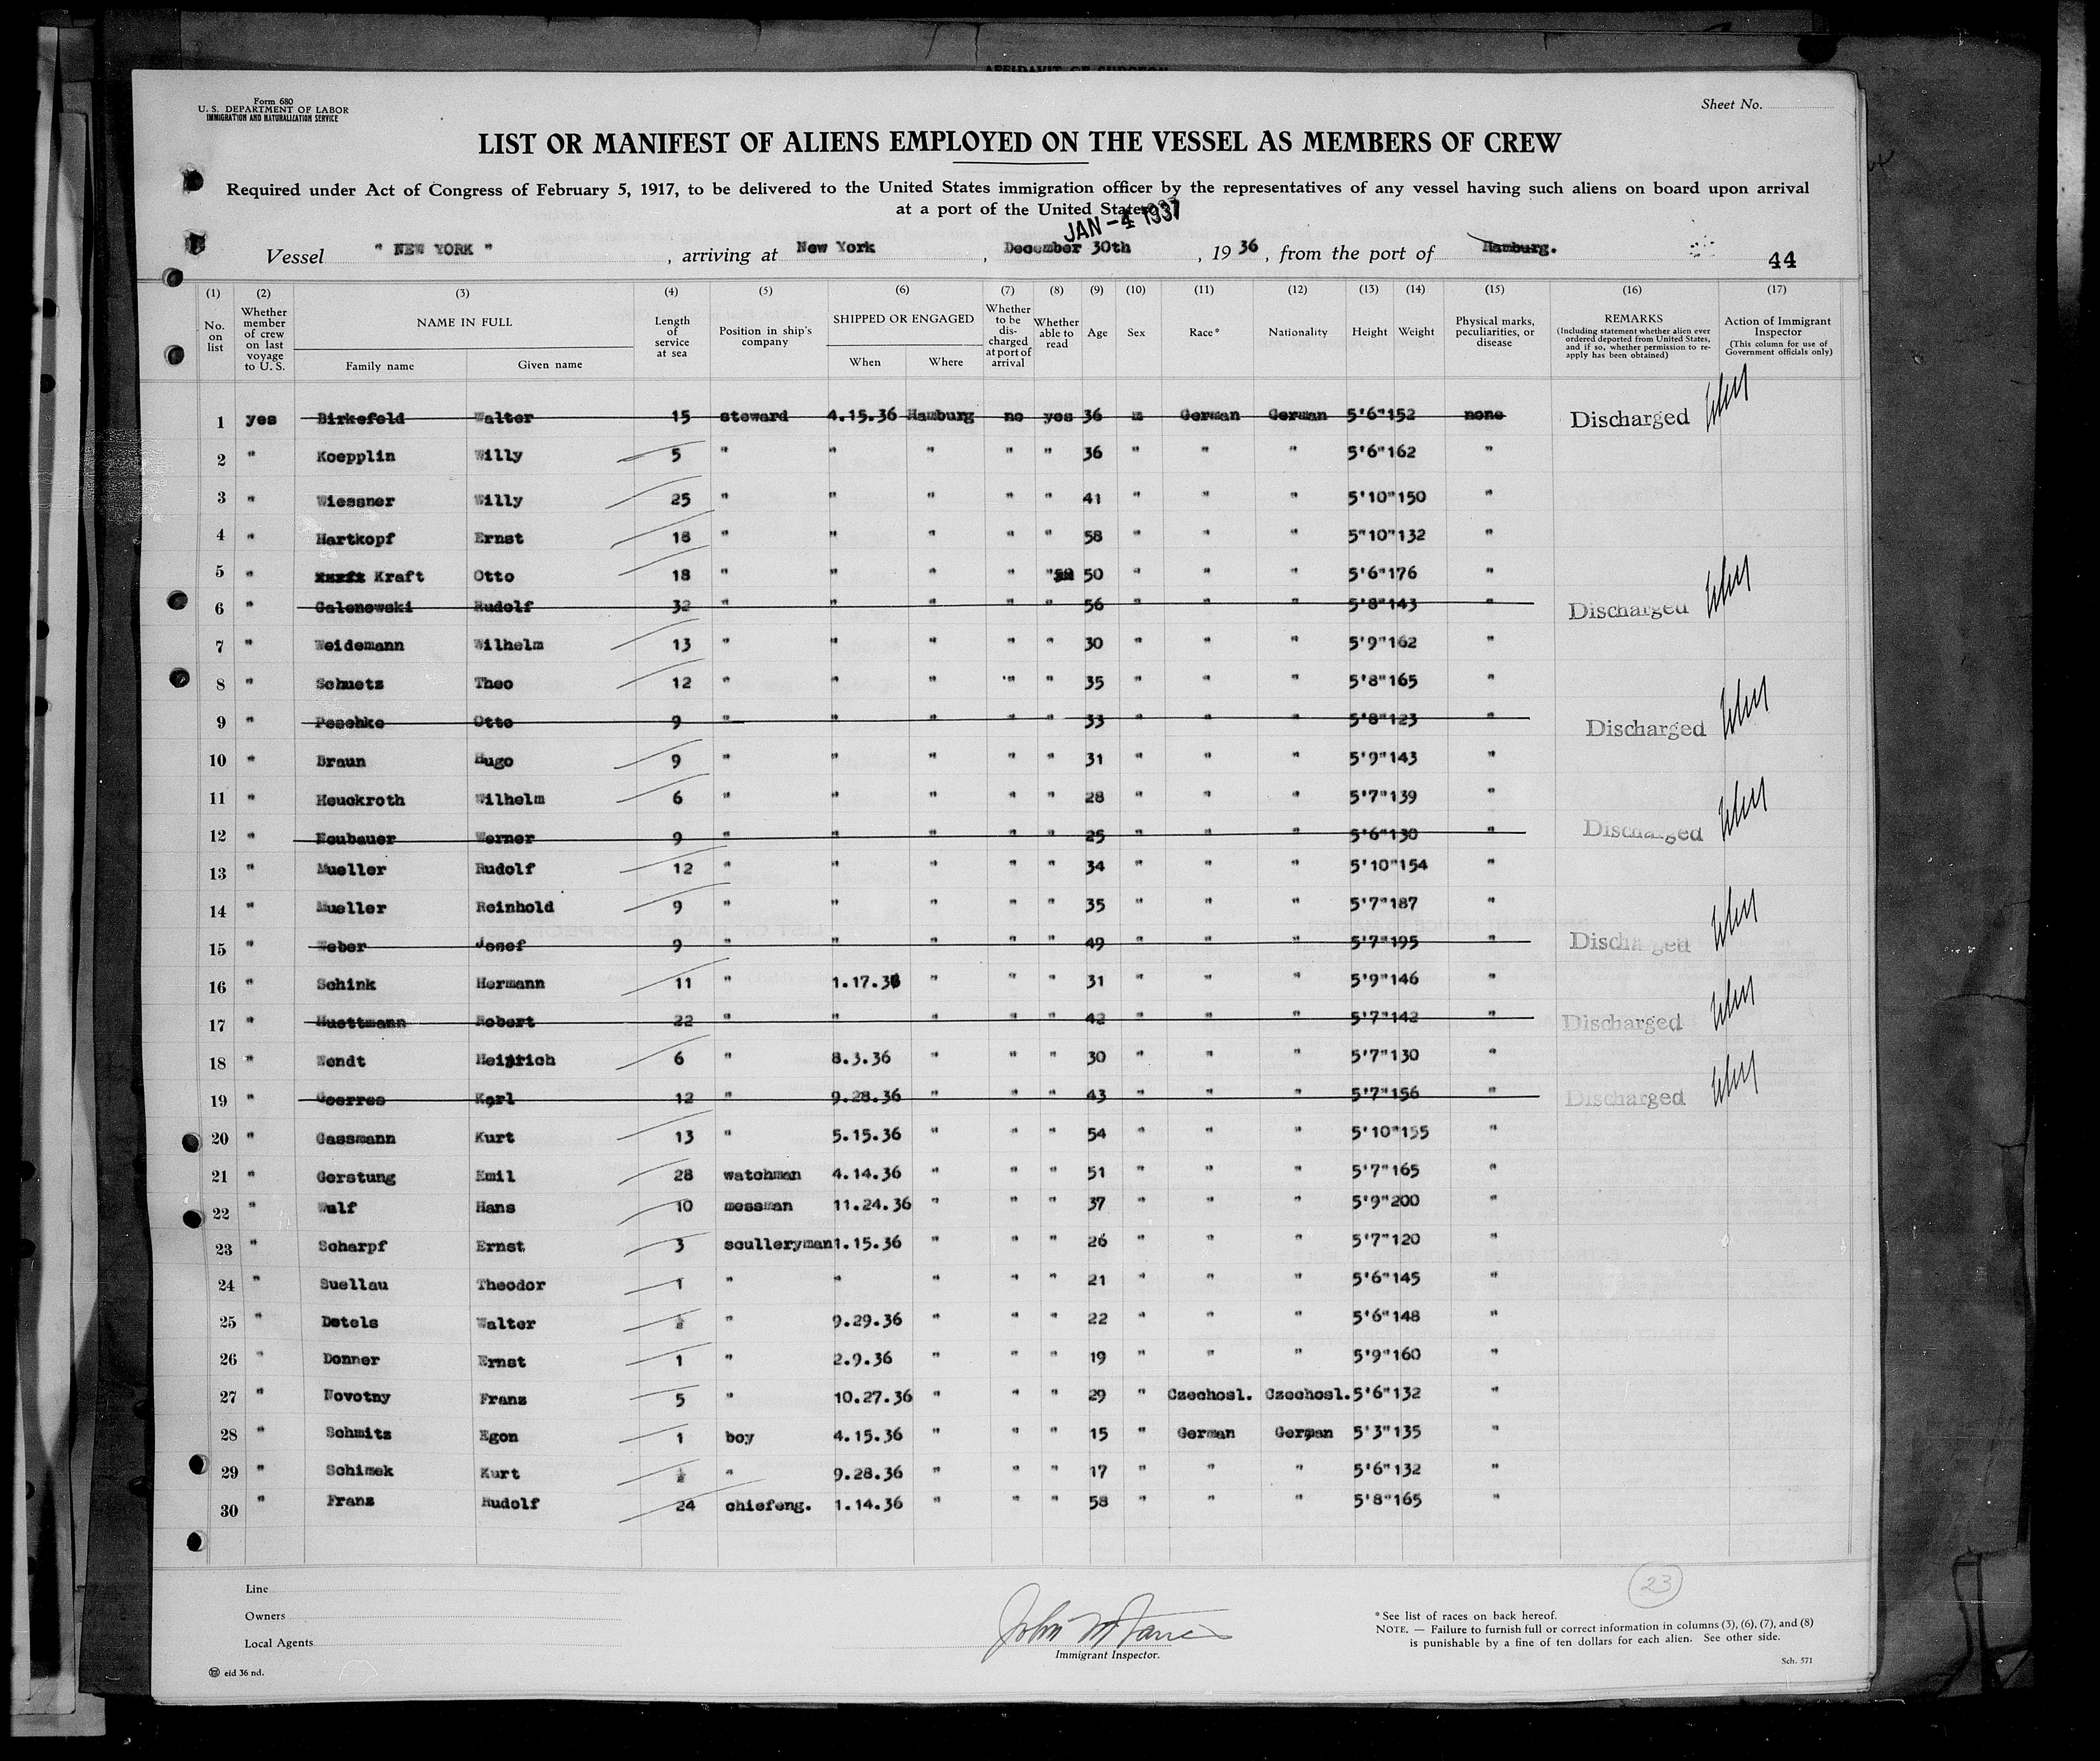 AFFIDAVIT OF SURGEON
Form 680
U. S. DEPARTMENT OF LABOR
IMMIGRATION AND NATURALIZATION SERVICE
Sheet No.
LIST OR MANIFEST OF ALIENS EMPLOYED ON THE VESSEL AS MEMBERS OF CREW
Required under Act of Congress of February 5, 1917, to be delivered to the United States immigration officer by the representatives of any vessel having such aliens on board upon arrival
at a port of the United States
JAN -4 1937
Vessel " NEW YORK " , arriving at New York , December 30th , 19 36 , from the port of Hamburg. 44
(1) (2) (3) (4) (5) (6) (7) (8) (9) (10) (11) (12) (13) (14) (15) (16) (17)
No. on list
Whether member of crew on last voyage to U. S.
NAME IN FULL
Family name Given name
Length of service at sea
Position in ship's company
SHIPPED OR ENGAGED
When Where
Whether to be discharged at port of arrival
Whether able to read
Age
Sex
Race*
Nationality
Height
Weight
Physical marks, peculiarities, or disease
REMARKS
(Including statement whether alien ever ordered deported from United States, and if so, whether permission to re-apply has been obtained)
Action of Immigrant Inspector
(This column for use of Government officials only)
1 yes Birkefeld Walter 15 steward 4.15.36 Hamburg no yes 36 m German German 5'6" 152 none Discharged
2 " Koepplin Willy 5 " " " " " 36 " " " 5'6" 162 "
3 " Wiessner Willy 25 " " " " " 41 " " " 5'10" 150 "
4 " Hartkopf Ernst 18 " " " " " 58 " " " 5"10" 132 "
5 " Kraft Otto 18 " " " " " 50 " " " 5'6" 176 "
6 " Galenowski Rudolf 32 " " " " " 56 " " " 5'8" 143 " Discharged
7 " Weidemann Wilhelm 13 " " " " " 30 " " " 5'9" 162 "
8 " Schuetz Theo 12 " " " " " 35 " " " 5'8" 165 "
9 " Peschke Otto 9 " " " " " 33 " " " 5'8" 123 " Discharged
10 " Braun Hugo 9 " " " " " 31 " " " 5'9" 143 "
11 " Heuckroth Wilhelm 6 " " " " " 28 " " " 5'7" 139 "
12 " Neubauer Werner 9 " " " " " 25 " " " 5'6" 130 " Discharged
13 " Mueller Rudolf 12 " " " " " 34 " " " 5'10" 154 "
14 " Mueller Reinhold 9 " " " " " 35 " " " 5'7" 187 "
15 " Weber Josef 9 " " " " " 49 " " " 5'7" 195 " Discharged
16 " Schink Hermann 11 " 1.17.36 " " " 31 " " " 5'9" 146 "
17 " Huettmann Robert 22 " " " " " 42 " " " 5'7" 142 " Discharged
18 " Wendt Heinrich 6 " 8.3.36 " " " 30 " " " 5'7" 130 "
19 " Goerres Karl 12 " 9.28.36 " " " 43 " " " 5'7" 156 " Discharged
20 " Gassmann Kurt 13 " 5.15.36 " " " 54 " " " 5'10" 155 "
21 " Gerstung Emil 28 watchman 4.14.36 " " " 51 " " " 5'7" 165 "
22 " Wulf Hans 10 messman 11.24.36 " " " 37 " " " 5'9" 200 "
23 " Scharpf Ernst 3 sculleryman 1.15.36 " " " 26 " " " 5'7" 120 "
24 " Suellau Theodor 1 " " " " " 21 " " " 5'6" 145 "
25 " Detels Walter " 9.29.36 " " " 22 " " " 5'6" 148 "
26 " Donner Ernst 1 " 2.9.36 " " " 19 " " " 5'9" 160 "
27 " Novotny Franz 5 " 10.27.36 " " " 29 " Czechosl. Czechosl. 5'6" 132 "
28 " Schmitz Egon 1 boy 4.15.36 " " " 15 " German German 5'3" 135 "
29 " Schimek Kurt " 9.28.36 " " " 17 " " " 5'6" 132 "
30 " Franz Rudolf 24 chiefeng. 1.14.36 " " " 58 " " " 5'8" 165 "
23
Line
Owners
Local Agents
John
Immigrant Inspector.
* See list of races on back hereof.
NOTE. — Failure to furnish full or correct information in columns (3), (6), (7), and (8)
is punishable by a fine of ten dollars for each alien. See other side.
eid 36 nd.
Sch. 571